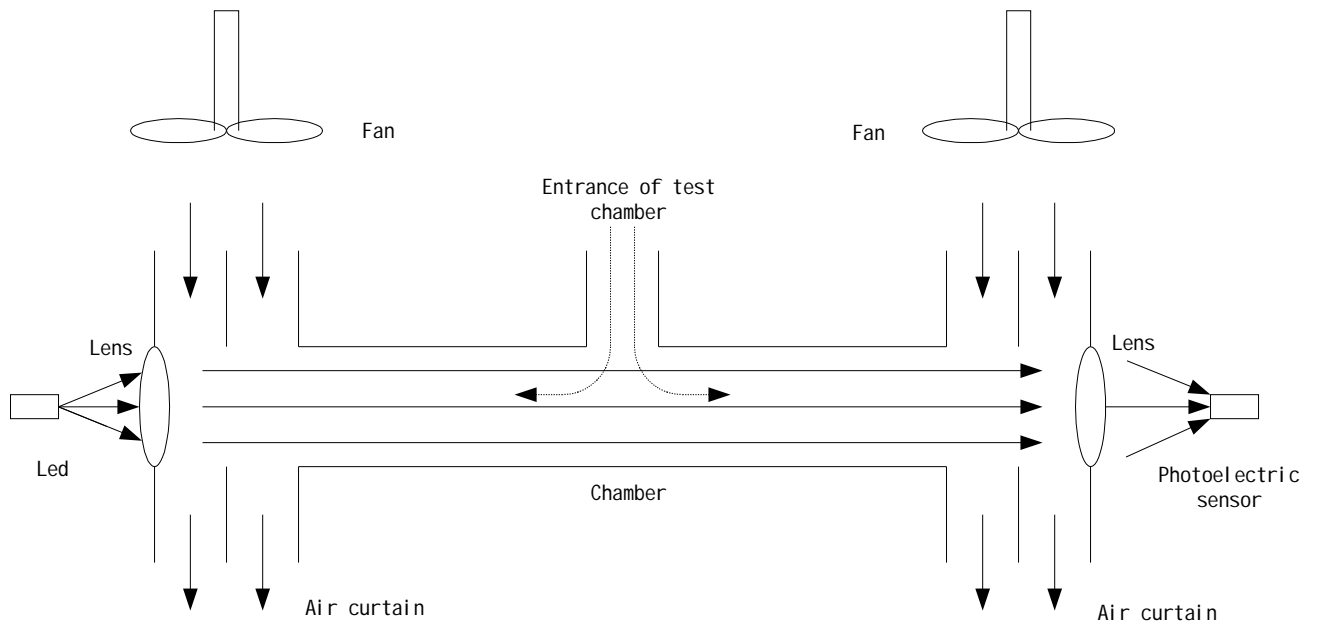 Fan
Fan
Entrance of test
chamber
Lens
Lens
Led
Chamber
Photoelectric
sensor
Air curtain
Air curtain